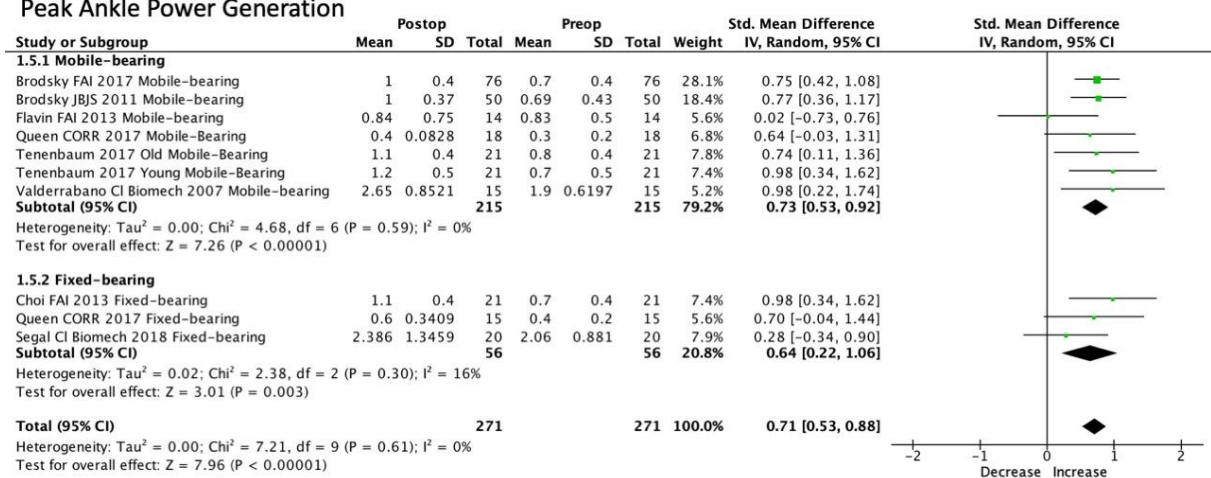 Peak Ankle Power Generation
Postop Preop Std. Mean Difference Std. Mean Difference
Study or Subgroup Mean SD Total Mean SD Total Weight IV, Random, 95% CI IV, Random, 95% CI
1.5.1 Mobile-bearing
Brodsky FAI 2017 Mobile-bearing 1 0.4 76 0.7 0.4 76 28.1% 0.75 [0.42, 1.08]
Brodsky JBJS 2011 Mobile-bearing 1 0.37 50 0.69 0.43 50 18.4% 0.77 [0.36, 1.17]
Flavin FAI 2013 Mobile-bearing 0.84 0.75 14 0.83 0.5 14 5.6% 0.02 [-0.73, 0.76]
Queen CORR 2017 Mobile-Bearing 0.4 0.0828 18 0.3 0.2 18 6.8% 0.64 [-0.03, 1.31]
Tenenbaum 2017 Old Mobile-Bearing 1.1 0.4 21 0.8 0.4 21 7.8% 0.74 [0.11, 1.36]
Tenenbaum 2017 Young Mobile-Bearing 1.2 0.5 21 0.7 0.5 21 7.4% 0.98 [0.34, 1.62]
Valderrabano Cl Biomech 2007 Mobile-bearing 2.65 0.8521 15 1.9 0.6197 15 5.2% 0.98 [0.22, 1.74]
Subtotal (95% CI) 215 215 79.2% 0.73 [0.53, 0.92]
Heterogeneity: Tau² = 0.00; Chi² = 4.68, df = 6 (P = 0.59); I² = 0%
Test for overall effect: Z = 7.26 (P < 0.00001)
1.5.2 Fixed-bearing
Choi FAI 2013 Fixed-bearing 1.1 0.4 21 0.7 0.4 21 7.4% 0.98 [0.34, 1.62]
Queen CORR 2017 Fixed-bearing 0.6 0.3409 15 0.4 0.2 15 5.6% 0.70 [-0.04, 1.44]
Segal Cl Biomech 2018 Fixed-bearing 2.386 1.3459 20 2.06 0.881 20 7.9% 0.28 [-0.34, 0.90]
Subtotal (95% CI) 56 56 20.8% 0.64 [0.22, 1.06]
Heterogeneity: Tau² = 0.02; Chi² = 2.38, df = 2 (P = 0.30); I² = 16%
Test for overall effect: Z = 3.01 (P = 0.003)
Total (95% CI) 271 271 100.0% 0.71 [0.53, 0.88]
Heterogeneity: Tau² = 0.00; Chi² = 7.21, df = 9 (P = 0.61); I² = 0%
Test for overall effect: Z = 7.96 (P < 0.00001)
-2 -1 0 1 2
Decrease Increase